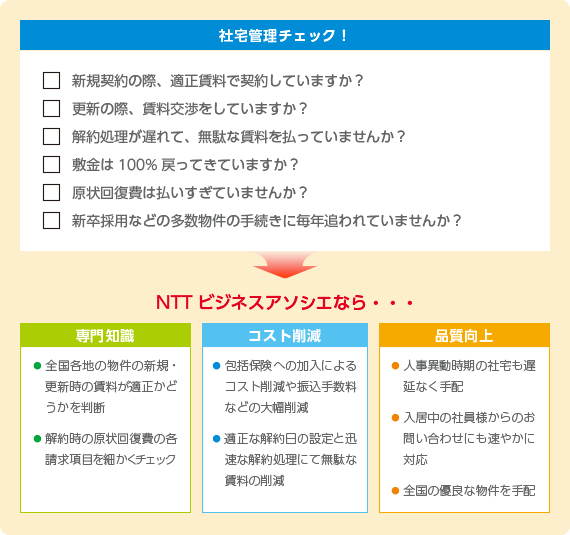 社宅管理チェック！
新規契約の際、適正賃料で契約していますか？
更新の際、賃料交渉をしていますか？
解約処理が遅れて、無駄な賃料を払っていませんか？
敷金は 100% 戻ってきていますか？
原状回復費は払いすぎていませんか？
新卒採用などの多数物件の手続きに毎年追われていませんか？
NTT ビジネスアソシエなら・・・
専門知識
● 全国各地の物件の新規・
更新時の賃料が適正かど
うかを判断
● 解約時の原状回復費の各
請求項目を細かくチェック
コスト削減
● 包括保険への加入による
コスト削減や振込手数料
などの大幅削減
● 適正な解約日の設定と迅
速な解約処理にて無駄な
賃料の削減
品質向上
● 人事異動時期の社宅も遅
延なく手配
● 入居中の社員様からのお
問い合わせにも速やかに
対応
● 全国の優良な物件を手配